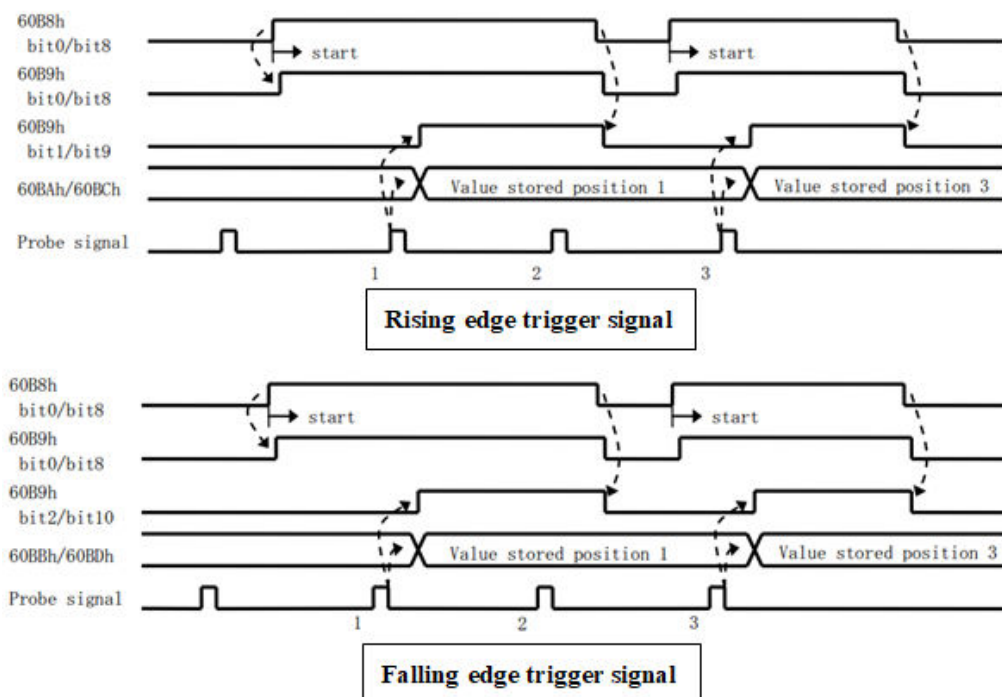 60B8h
bit0/bit8
start
start
60B9h
bit0/bit8
60B9h
bit1/bit9
60BAh/60BCh
Value stored position 1
Value stored position 3
Probe signal
1
2
3
Rising edge trigger signal
60B8h
bit0/bit8
start
start
60B9h
bit0/bit8
60B9h
bit2/bit10
60BBh/60BDh
Value stored position 1
Value stored position 3
Probe signal
1
2
3
Falling edge trigger signal